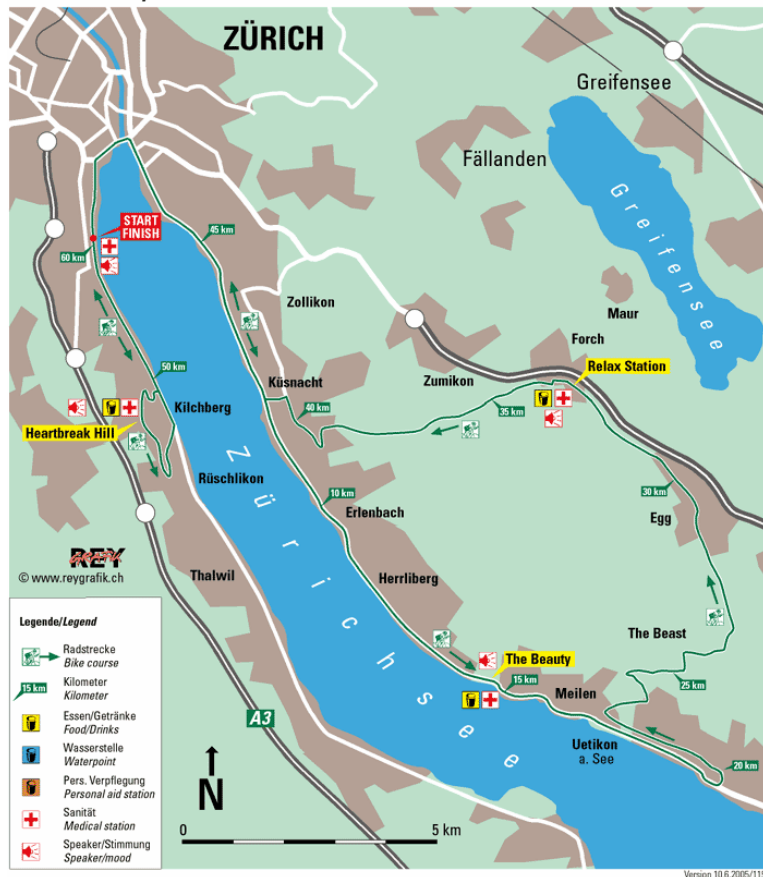 ZÜRICH
Greifensee
Fällanden
Greifensee
START
FINISH
45 km
60 km
Zollikon
Maur
Forch
Relax Station
50 km
Küsnacht
Zumikon
Kilchberg
40 km
35 km
Heartbreak Hill
Rüschlikon
Zürichsee
10 km
Erlenbach
30 km
Egg
REY
GRAFIK
© www.reygrafik.ch
Thalwil
Herrliberg
The Beast
The Beauty
15 km
Meilen
25 km
Uetikon
a. See
20 km
A3
Legende/Legend
Radstrecke
Bike course
15 km
Kilometer
Kilometer
Essen/Getränke
Food/Drinks
Wasserstelle
Waterpoint
Pers. Verpflegung
Personal aid station
Sanität
Medical station
Speaker/Stimmung
Speaker/mood
N
0
5 km